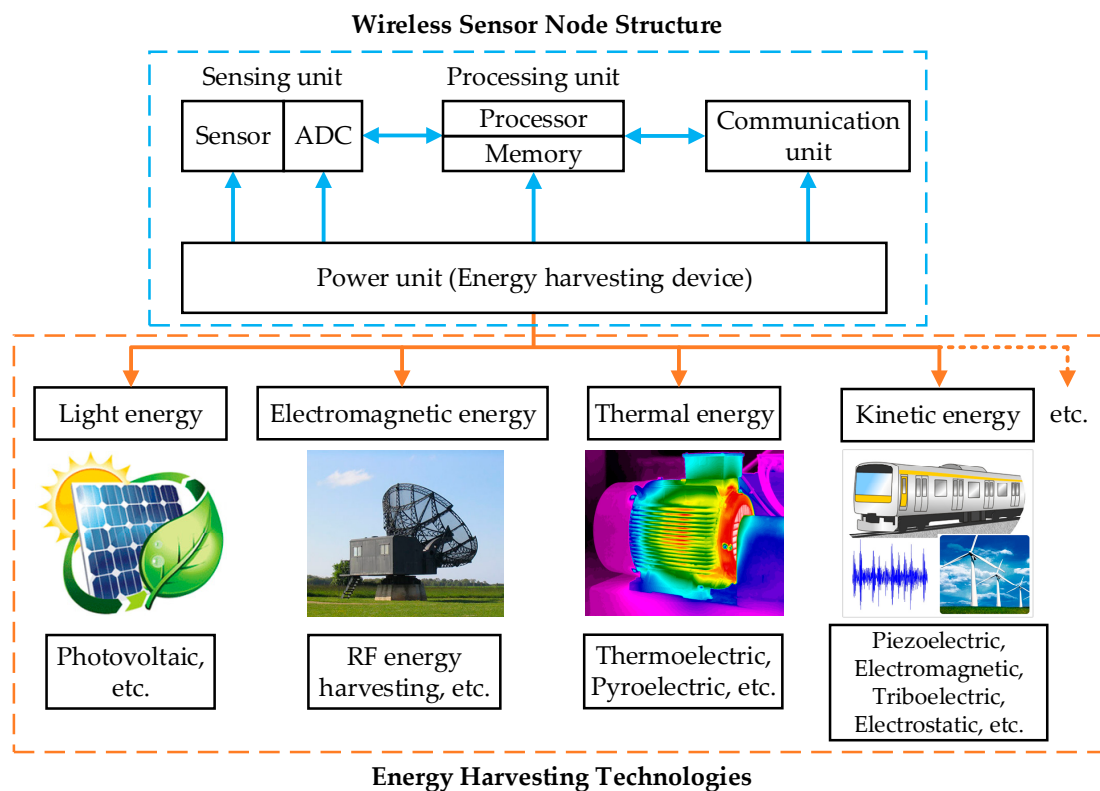 Wireless Sensor Node Structure
Sensing unit
Processing unit
Sensor
ADC
Processor
Memory
Communication
unit
Power unit (Energy harvesting device)
Light energy
Electromagnetic energy
Thermal energy
Kinetic energy
etc.
Photovoltaic,
etc.
RF energy
harvesting, etc.
Thermoelectric,
Pyroelectric, etc.
Piezoelectric,
Electromagnetic,
Triboelectric,
Electrostatic, etc.
Energy Harvesting Technologies